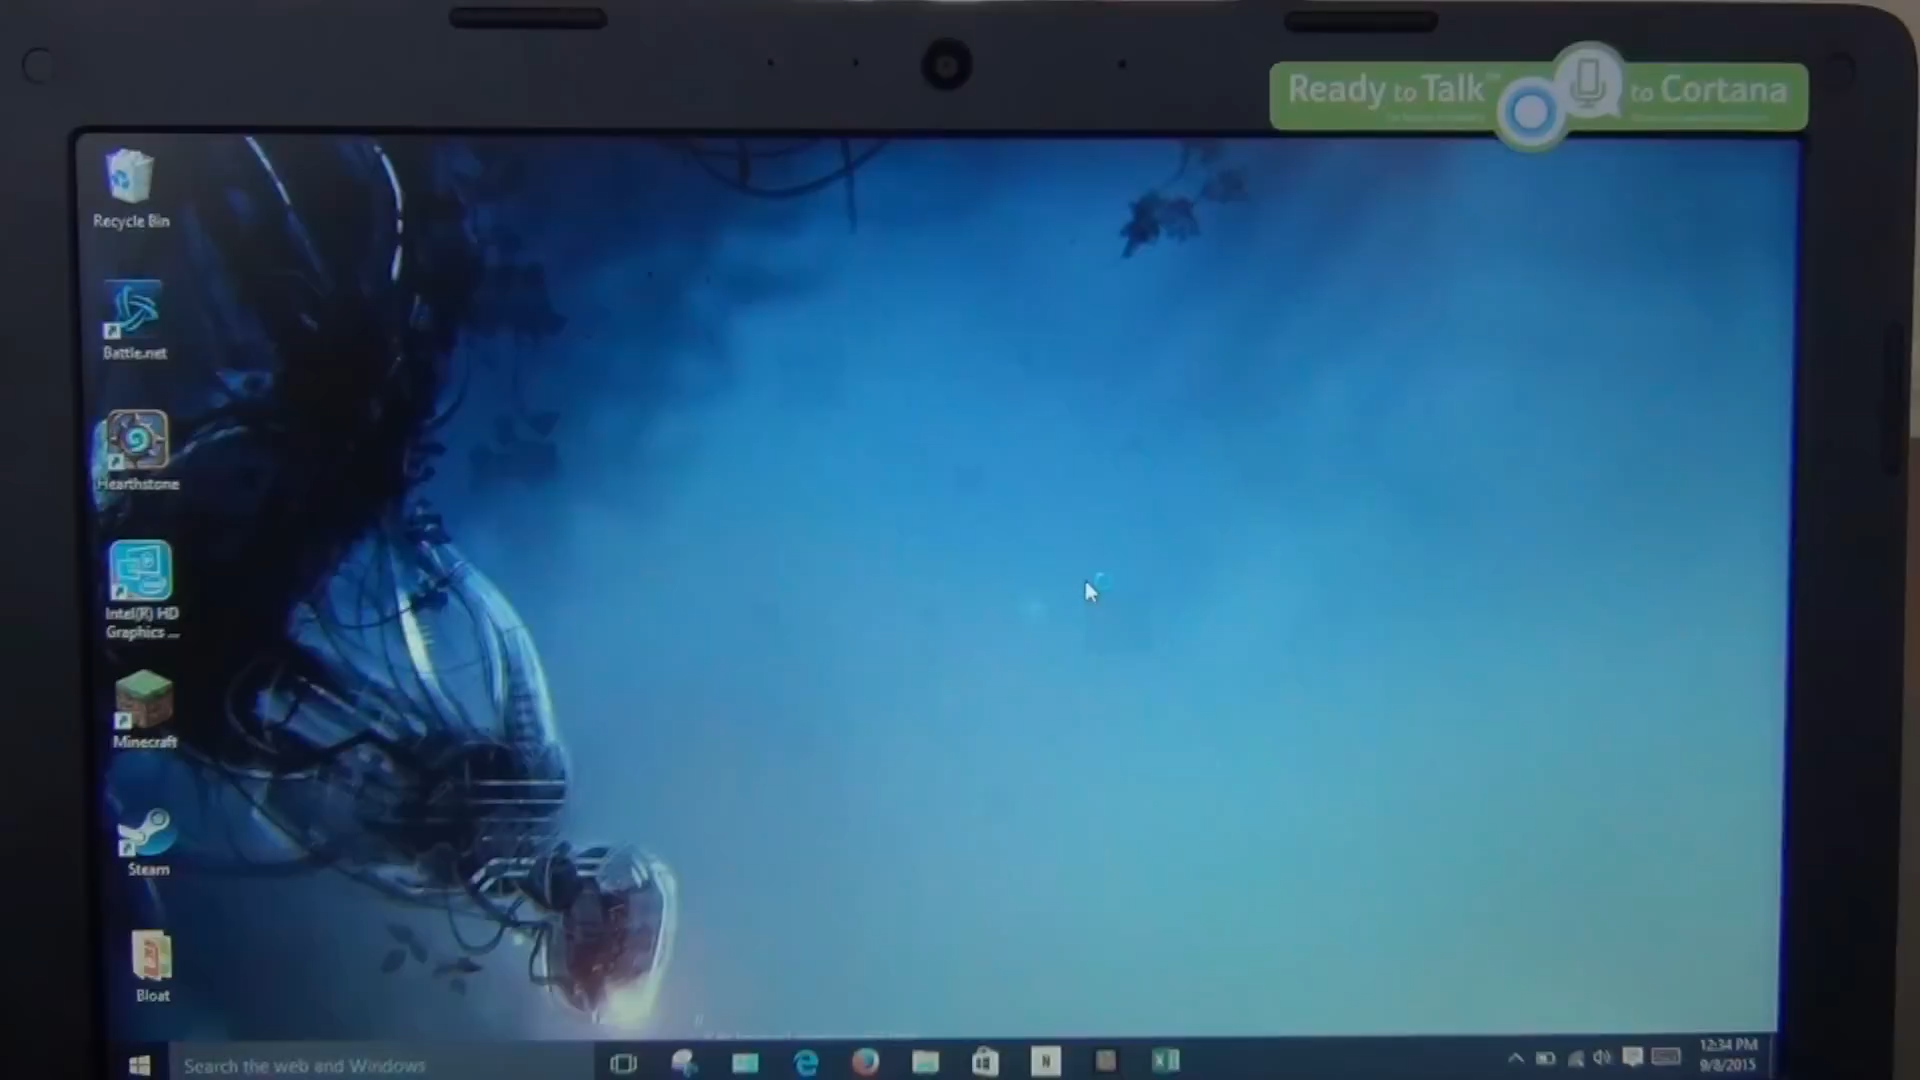 Ready to Talk™ to Cortana
Recycle Bin
Battle.net
Hearthstone
Intel(R) HD
Graphics ...
Minecraft
Steam
Bloat
Search the web and Windows
N
12:34 PM
9/8/2015